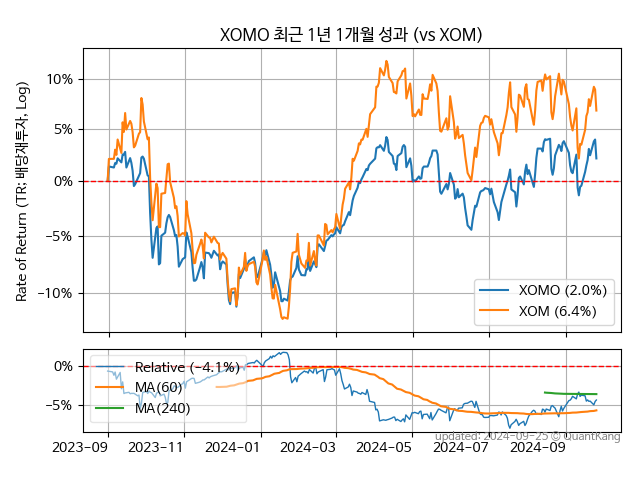 XOMO 최근 1년 1개월 성과 (vs XOM)
Rate of Return (TR: 배당재투자, Log)
10%
5%
0%
−5%
−10%
XOMO (2.0%)
XOM (6.4%)
0%
−5%
Relative (−4.1%)
MA(60)
MA(240)
2023-09
2023-11
2024-01
2024-03
2024-05
2024-07
2024-09
updated: 2024-09-25 © QuantKang